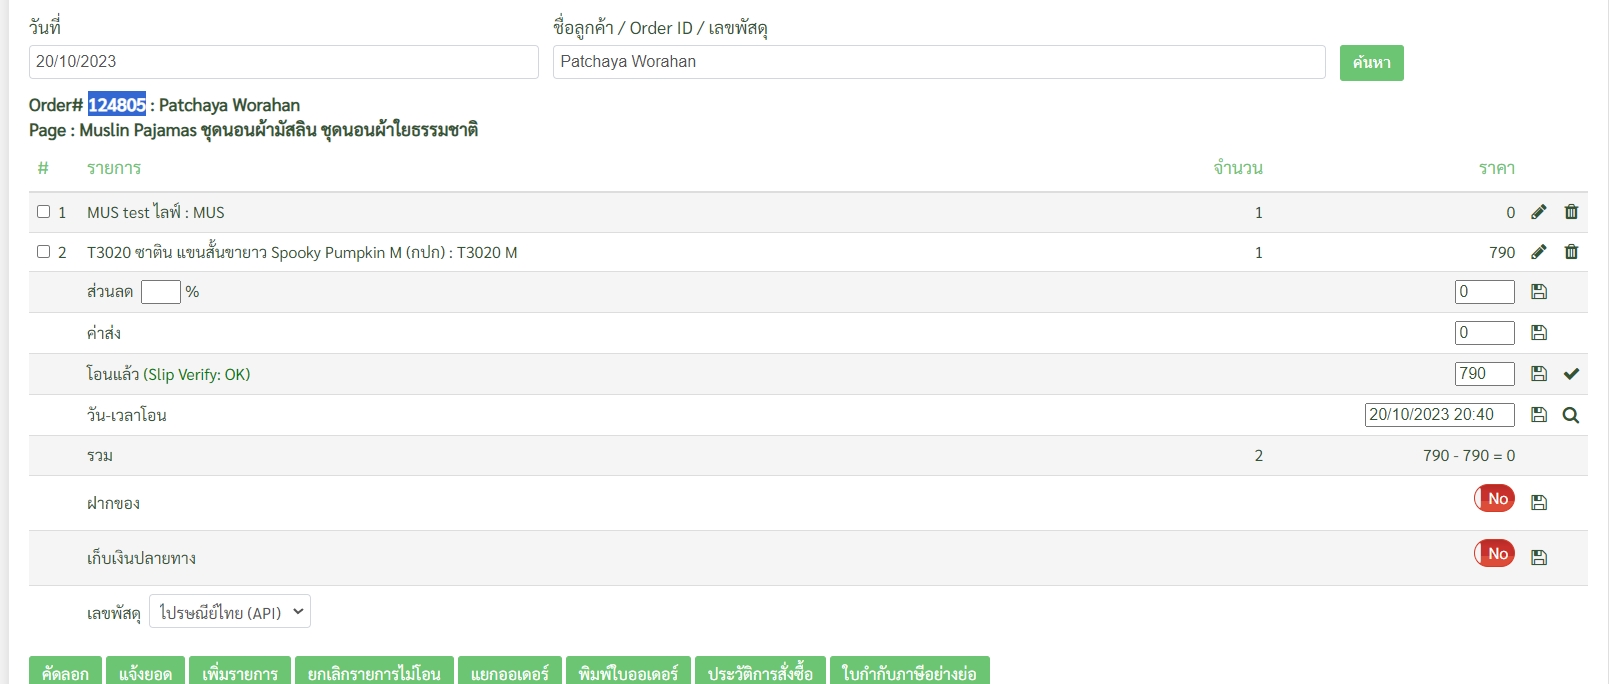 วันที่ ชื่อลูกค้า / Order ID / เลขพัสดุ
20/10/2023 Patchaya Worahan ค้นหา
Order# 124805 : Patchaya Worahan
Page : Muslin Pajamas ชุดนอนผ้ามัสลิน ชุดนอนผ้าใยธรรมชาติ
# รายการ จำนวน ราคา
1 MUS test ไลฟ์ : MUS 1 0
2 T3020 ซาติน แขนสั้นขายาว Spooky Pumpkin M (กปก) : T3020 M 1 790
ส่วนลด % 0
ค่าส่ง 0
โอนแล้ว (Slip Verify: OK) 790
วัน-เวลาโอน 20/10/2023 20:40
รวม 2 790 - 790 = 0
ฝากของ No
เก็บเงินปลายทาง No
เลขพัสดุ ไปรษณีย์ไทย (API)
คัดลอก แจ้งยอด เพิ่มรายการ ยกเลิกรายการไม่โอน แยกออเดอร์ พิมพ์ใบออเดอร์ ประวัติการสั่งซื้อ ใบกำกับภาษีอย่างย่อ